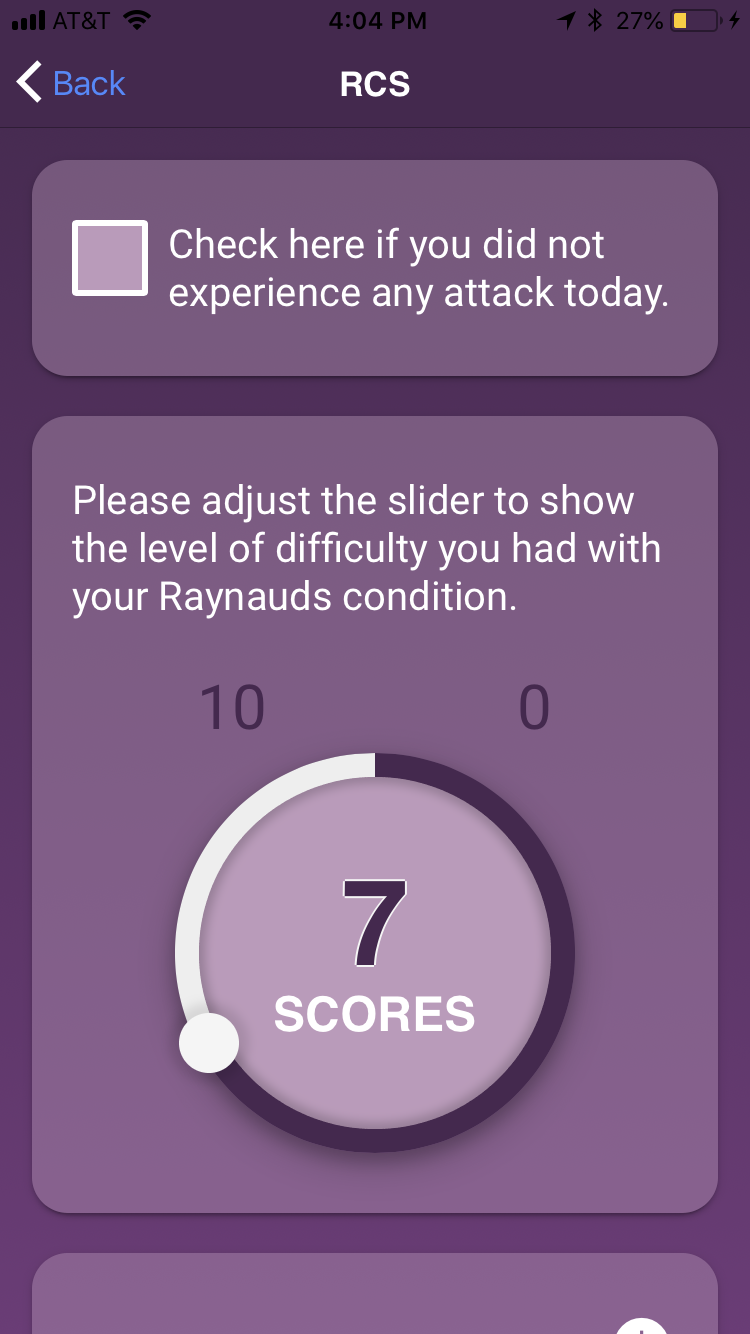 AT&T 4:04 PM 27%
Back RCS
Check here if you did not
experience any attack today.
Please adjust the slider to show
the level of difficulty you had with
your Raynauds condition.
10 0
7
SCORES